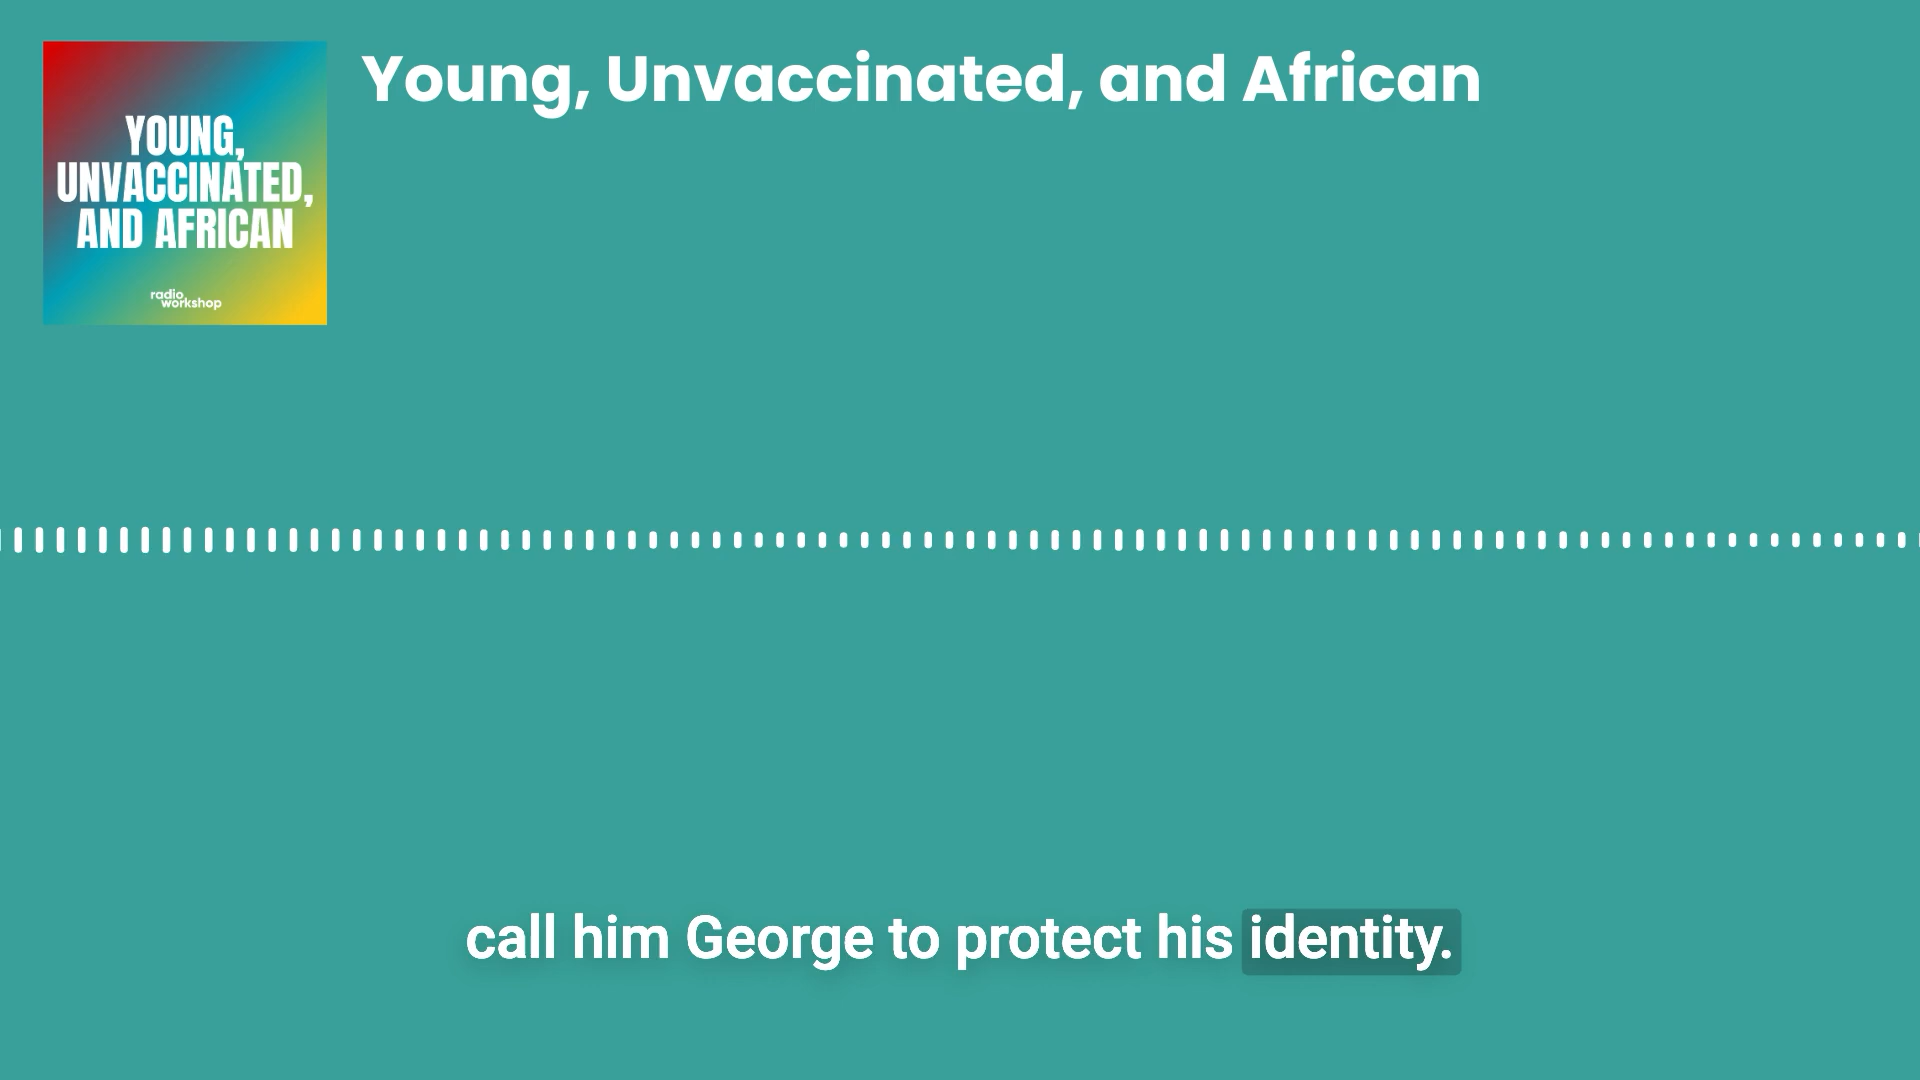 Young, Unvaccinated, and African
YOUNG,
UNVACCINATED,
AND AFRICAN
radio
workshop
call him George to protect his identity.